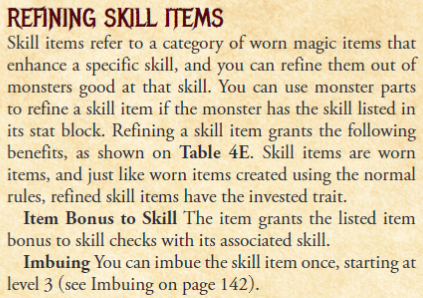 REFINING SKILL ITEMS
Skill items refer to a category of worn magic items that
enhance a specific skill, and you can refine them out of
monsters good at that skill. You can use monster parts
to refine a skill item if the monster has the skill listed in
its stat block. Refining a skill item grants the following
benefits, as shown on Table 4E. Skill items are worn
items, and just like worn items created using the normal
rules, refined skill items have the invested trait.
Item Bonus to Skill The item grants the listed item
bonus to skill checks with its associated skill.
Imbuing You can imbue the skill item once, starting at
level 3 (see Imbuing on page 142).